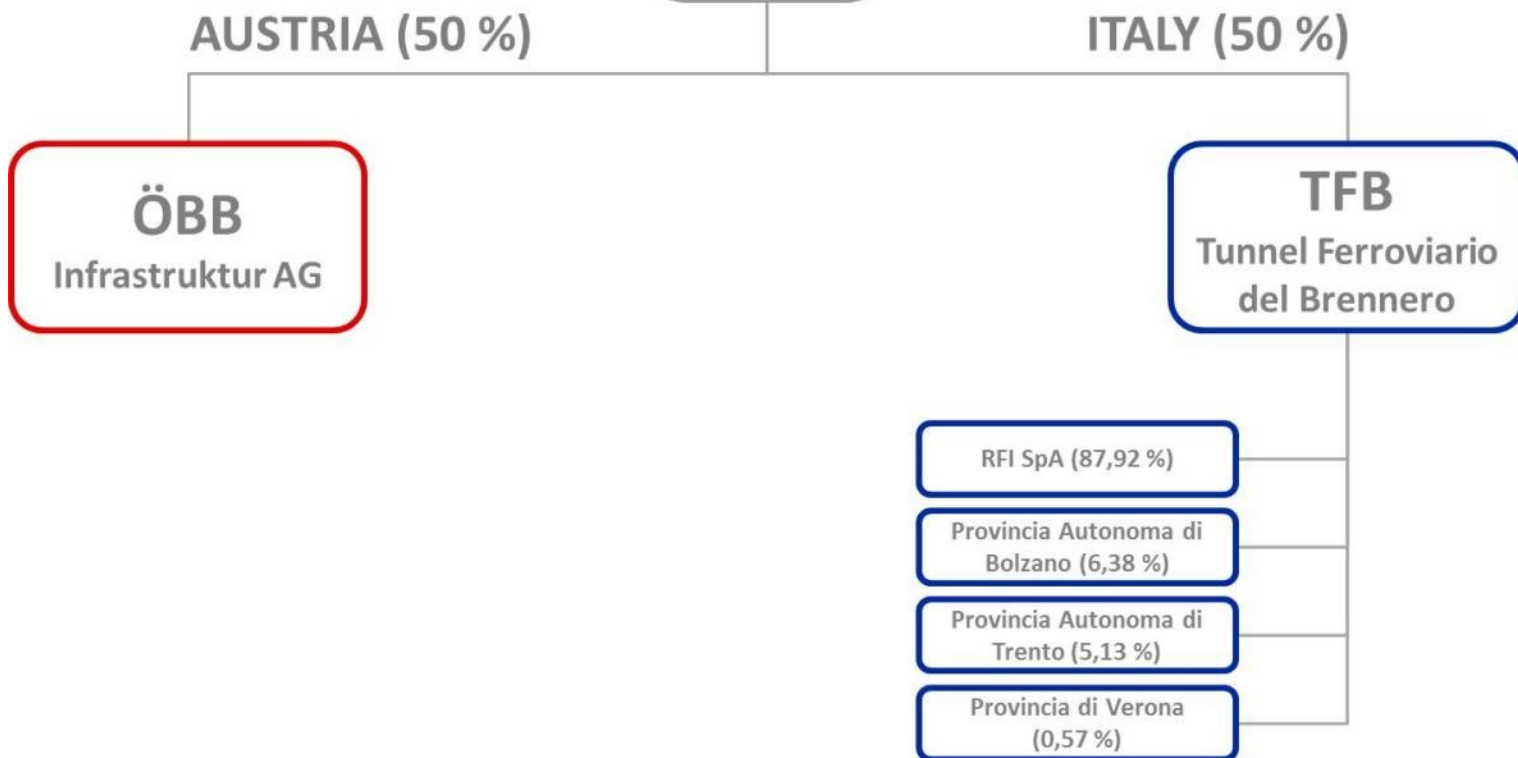 AUSTRIA (50 %)
ITALY (50 %)
ÖBB
Infrastruktur AG
TFB
Tunnel Ferroviario
del Brennero
RFI SpA (87,92 %)
Provincia Autonoma di
Bolzano (6,38 %)
Provincia Autonoma di
Trento (5,13 %)
Provincia di Verona
(0,57 %)